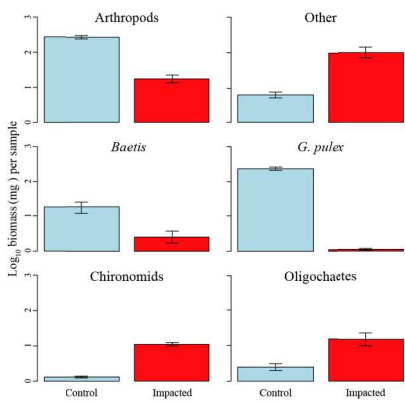 Arthropods Other
3
2
1
0
Baetis G. pulex
3
2
1
0
Chironomids Oligochaetes
3
2
1
0
Control Impacted Control Impacted
Log10 biomass (mg ) per sample